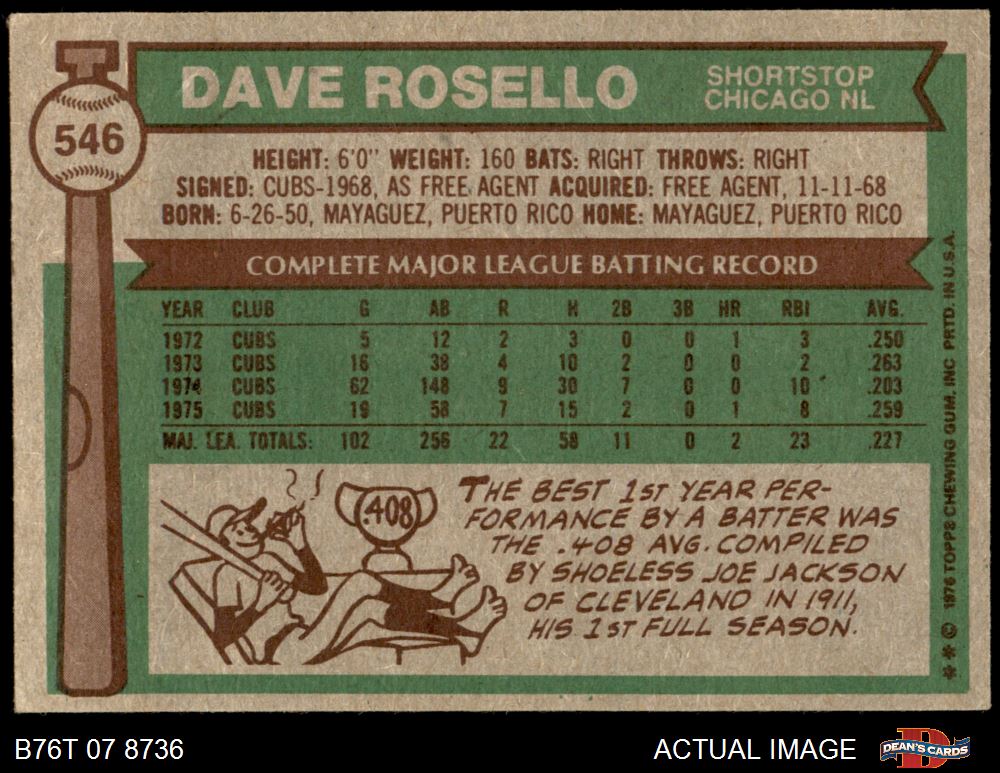 DAVE ROSELLO
SHORTSTOP
CHICAGO NL
546
HEIGHT: 6'0" WEIGHT: 160 BATS: RIGHT THROWS: RIGHT
SIGNED: CUBS-1968, AS FREE AGENT ACQUIRED: FREE AGENT, 11-11-68
BORN: 6-26-50, MAYAGUEZ, PUERTO RICO HOME: MAYAGUEZ, PUERTO RICO
COMPLETE MAJOR LEAGUE BATTING RECORD
YEAR CLUB G AB R H 2B 3B HR RBI AVG.
1972 CUBS 5 12 2 3 0 0 1 3 .250
1973 CUBS 16 38 4 10 2 0 0 2 .263
1974 CUBS 62 148 9 30 7 0 0 10 .203
1975 CUBS 19 58 7 15 2 0 1 8 .259
MAJ. LEA. TOTALS: 102 256 22 58 11 0 2 23 .227
.408
THE BEST 1ST YEAR PER-
FORMANCE BY A BATTER WAS
THE .408 AVG. COMPILED
BY SHOELESS JOE JACKSON
OF CLEVELAND IN 1911,
HIS 1ST FULL SEASON.
* * © 1976 TOPPS CHEWING GUM, INC PRTD. IN U.S.A.
B76T 07 8736
ACTUAL IMAGE
DEAN'S CARDS